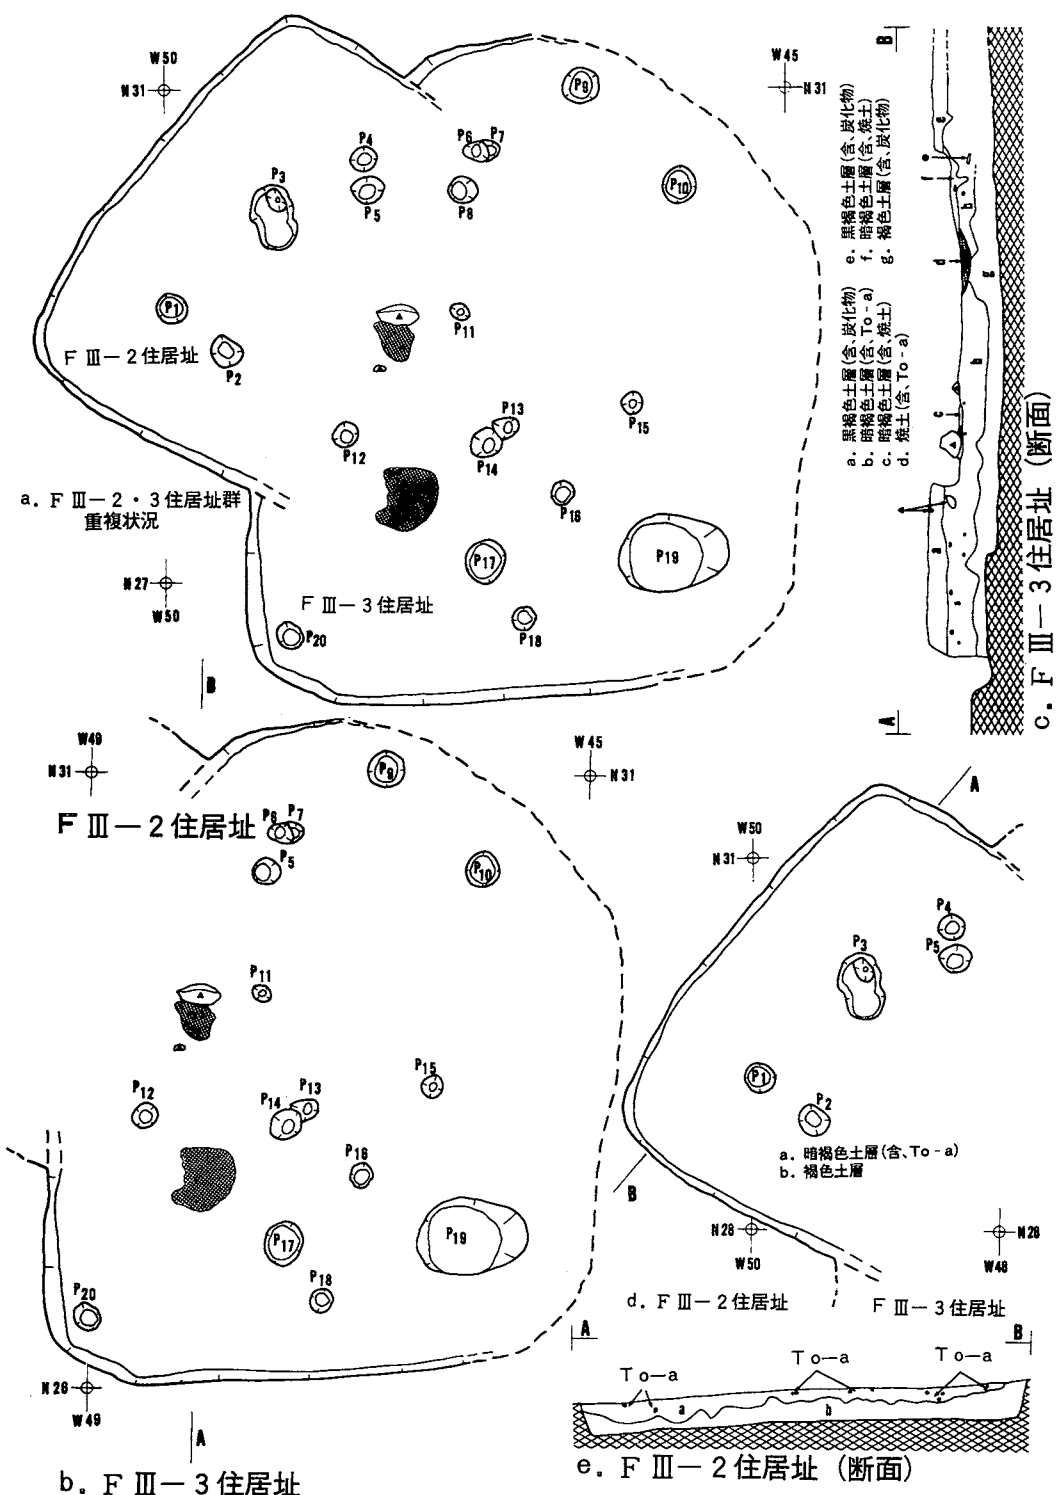 W50
N31
W45
N31
P9
P4
P6 P7
P3
P5
P8
P10
P1
P11
P2
FⅢ−2住居址
P15
P13
P12
P14
P16
a. FⅢ−2・3住居址群
重複状況
P17
P19
N27
W50
FⅢ−3住居址
P20
P18
B
a. 黒褐色土層(含、炭化物)
b. 暗褐色土層(含、To-a)
c. 暗褐色土層(含、焼土)
d. 焼土(含、To-a)
e. 黒褐色土層(含、炭化物)
f. 暗褐色土層(含、焼土)
g. 褐色土層(含、炭化物)
B
A
c. FⅢ−3住居址 (断面)
W49
N31
W45
N31
P9
FⅢ−2住居址
P6 P7
P5
P10
P11
P15
P12
P14 P13
P16
P17
P19
P20
P18
N28
W49
A
b. FⅢ−3住居址
A
W50
N31
P4
P3
P5
P1
P2
a. 暗褐色土層(含、To-a)
b. 褐色土層
B
N28
W50
N28
W48
d. FⅢ−2住居址
FⅢ−3住居址
A
B
To−a
To−a
To−a
a
b
e. FⅢ−2住居址 (断面)